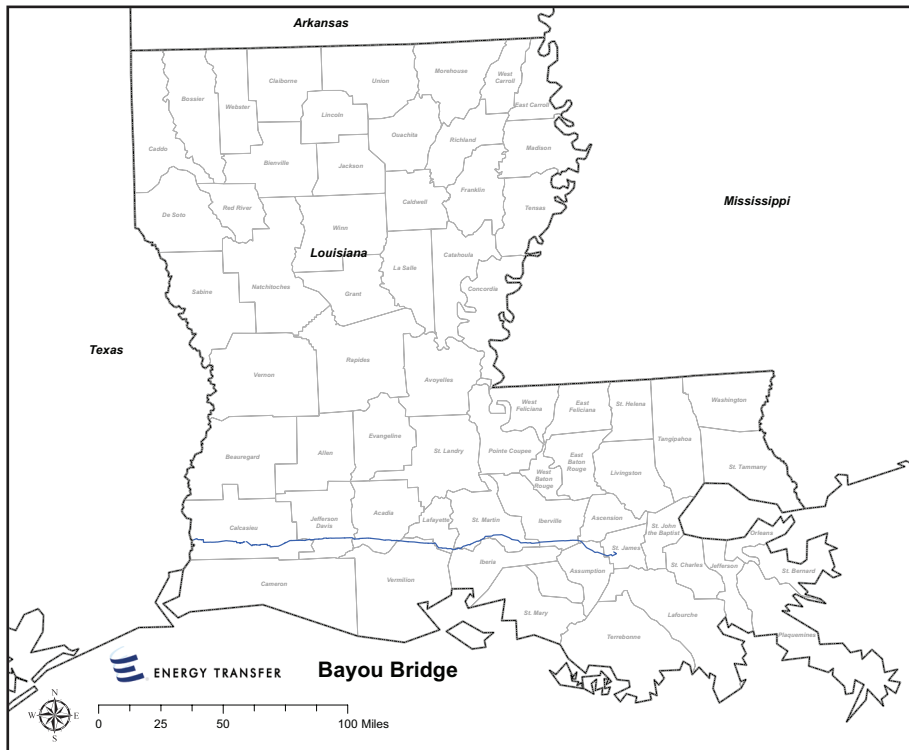 Arkansas
Claiborne
Union
Morehouse
West
Carroll
Bossier
Webster
East Carroll
Lincoln
Ouachita
Richland
Caddo
Madison
Bienville
Jackson
Franklin
De Soto
Red River
Caldwell
Tensas
Mississippi
Winn
Louisiana
Catahoula
La Salle
Sabine
Natchitoches
Grant
Concordia
Texas
Rapides
Vernon
Avoyelles
West
Feliciana
East
Feliciana
St. Helena
Washington
Evangeline
Tangipahoa
Beauregard
Allen
St. Landry
Pointe Coupee
East
Baton
Rouge
West
Baton
Rouge
Livingston
St. Tammany
Calcasieu
Jefferson
Davis
Acadia
Lafayette
St. Martin
Iberville
Ascension
St. John
the Baptist
Orleans
St. James
Cameron
Vermilion
Iberia
Assumption
St. Charles
Jefferson
St. Bernard
St. Mary
Lafourche
Terrebonne
Plaquemines
ENERGY TRANSFER
Bayou Bridge
N
W
E
S
0 25 50 100 Miles